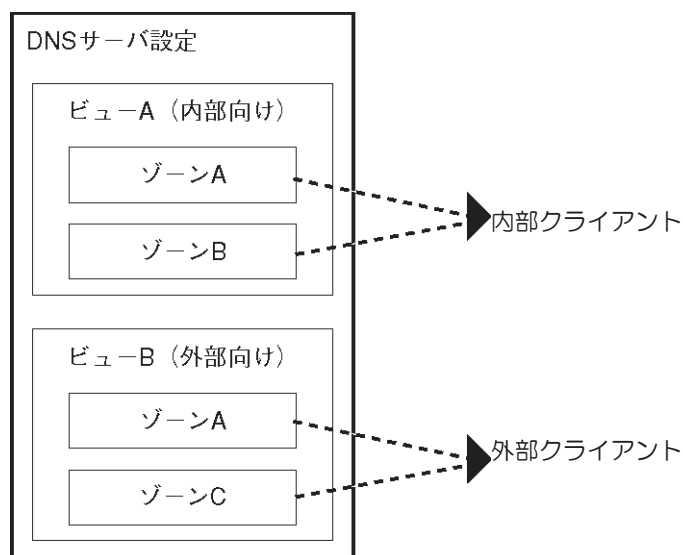 DNSサーバ設定
ビューA（内部向け）
ゾーンA
ゾーンB
内部クライアント
ビューB（外部向け）
ゾーンA
ゾーンC
外部クライアント